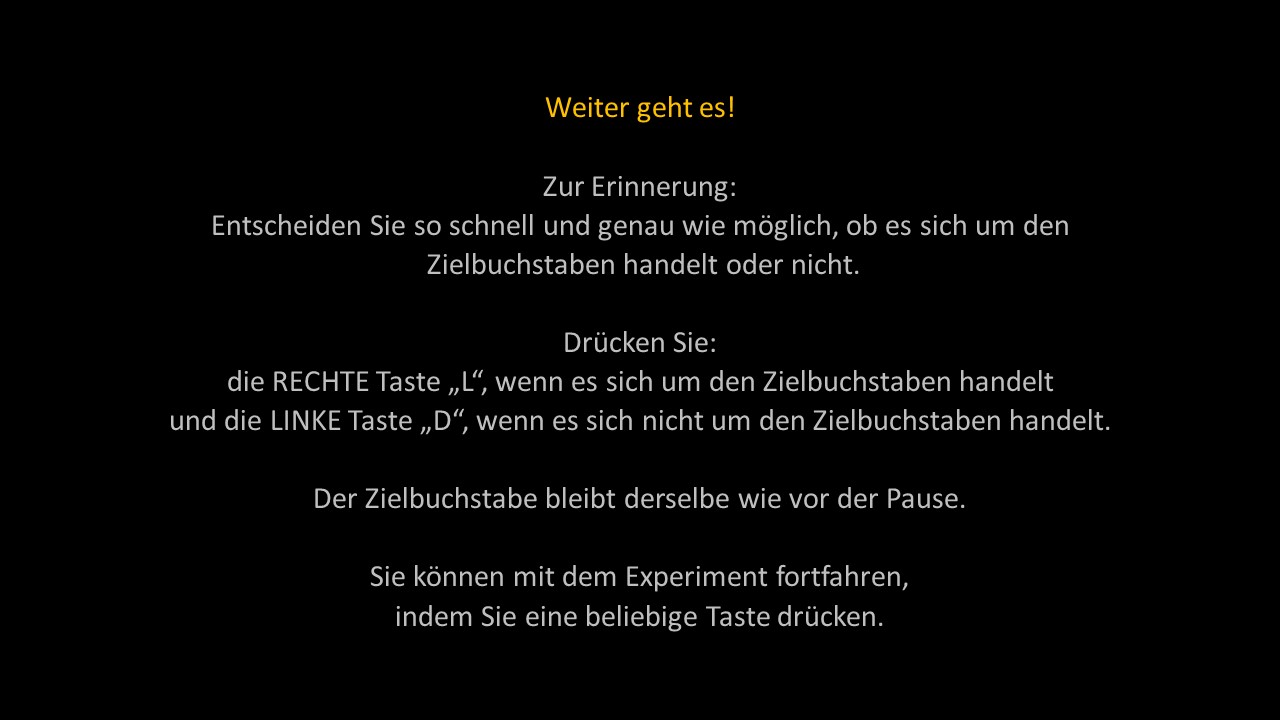 Weiter geht es!
Zur Erinnerung:
Entscheiden Sie so schnell und genau wie möglich, ob es sich um den
Zielbuchstaben handelt oder nicht.
Drücken Sie:
die RECHTE Taste „L“, wenn es sich um den Zielbuchstaben handelt
und die LINKE Taste „D“, wenn es sich nicht um den Zielbuchstaben handelt.
Der Zielbuchstabe bleibt derselbe wie vor der Pause.
Sie können mit dem Experiment fortfahren,
indem Sie eine beliebige Taste drücken.